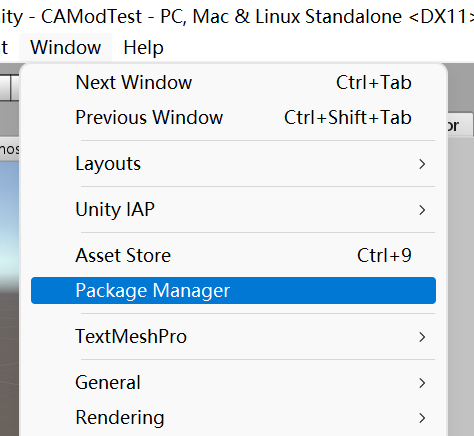 ity - CAModTest - PC, Mac & Linux Standalone <DX11>
t Window Help
Next Window Ctrl+Tab
Previous Window Ctrl+Shift+Tab
or
nos
Layouts
Unity IAP
Asset Store Ctrl+9
Package Manager
TextMeshPro
General
Rendering